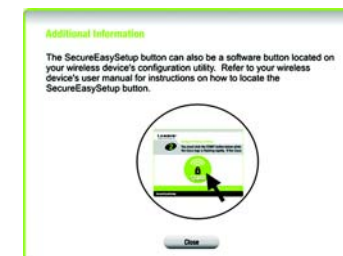 Additional Information
The SecureEasySetup button can also be a software button located on
your wireless device's configuration utility. Refer to your wireless
device's user manual for instructions on how to locate the
SecureEasySetup button.
Close